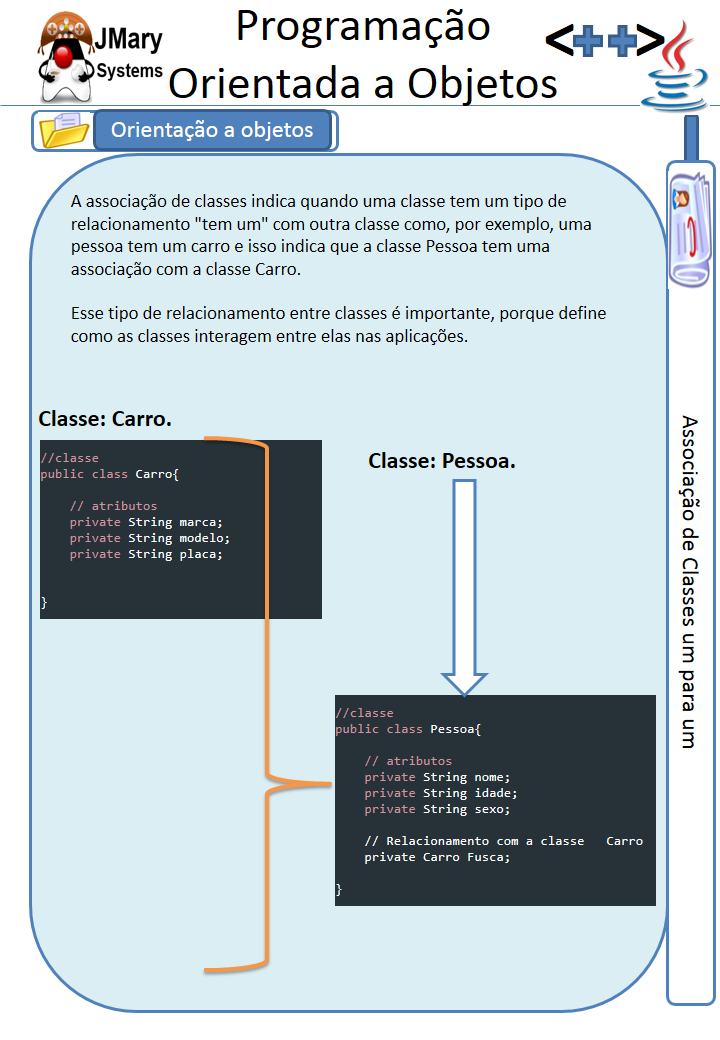 JMary
Systems
Programação
Orientada a Objetos
<++>
Orientação a objetos
A associação de classes indica quando uma classe tem um tipo de
relacionamento "tem um" com outra classe como, por exemplo, uma
pessoa tem um carro e isso indica que a classe Pessoa tem uma
associação com a classe Carro.
Esse tipo de relacionamento entre classes é importante, porque define
como as classes interagem entre elas nas aplicações.
Classe: Carro.
//classe
public class Carro{
// atributos
private String marca;
private String modelo;
private String placa;
}
Classe: Pessoa.
//classe
public class Pessoa{
// atributos
private String nome;
private String idade;
private String sexo;
// Relacionamento com a classe   Carro
private Carro Fusca;
}
Associação de Classes um para um